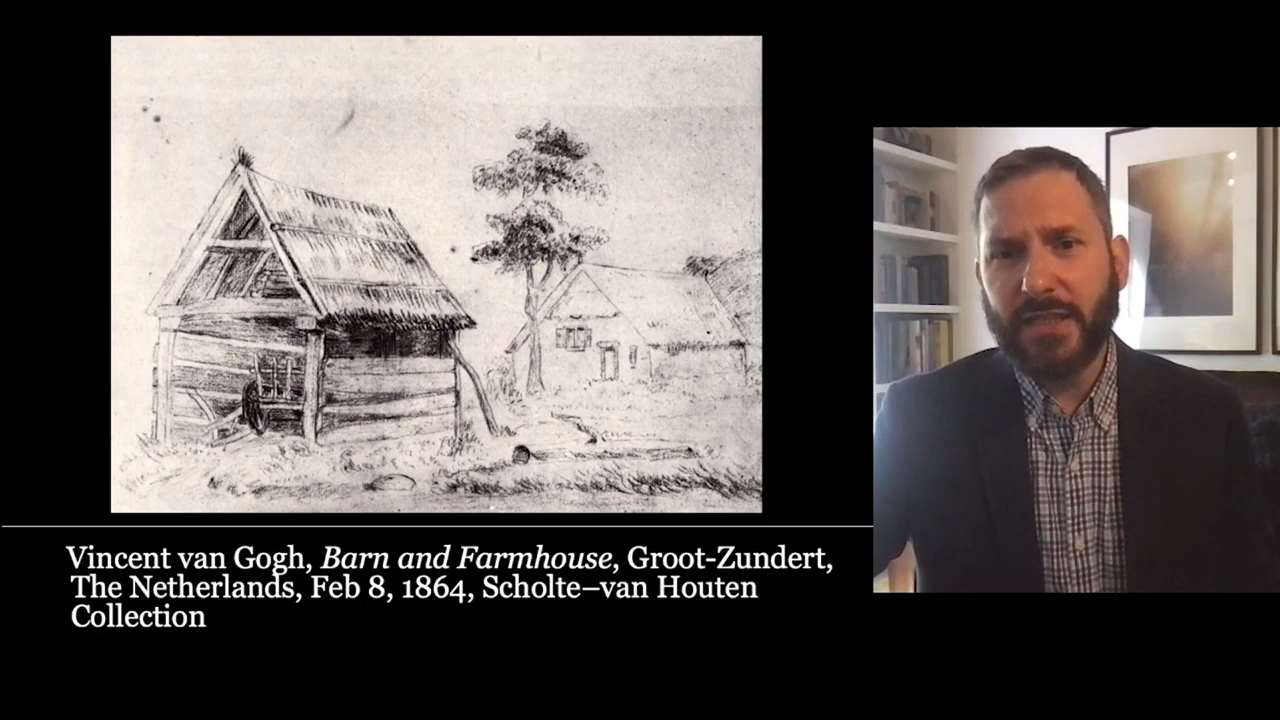 Vincent van Gogh, Barn and Farmhouse, Groot-Zundert,
The Netherlands, Feb 8, 1864, Scholte–van Houten
Collection